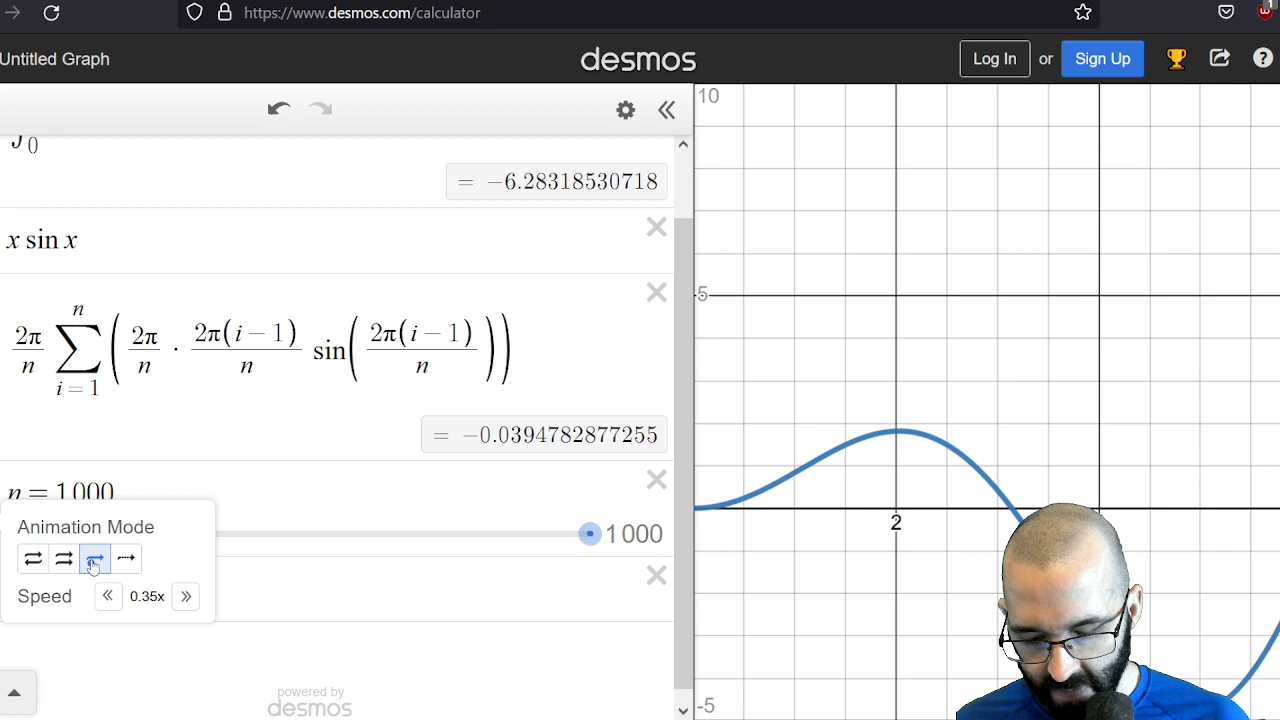 https://www.desmos.com/calculator
1
Untitled Graph
desmos
Log In or Sign Up
?
= −6.28318530718
x sin x
2π/n ∑_{i=1}^{n} (2π/n · 2π(i − 1)/n sin(2π(i − 1)/n))
= −0.0394782877255
n = 1000
1000
Animation Mode
Speed 0.35x
powered by
desmos
10
5
2
-5